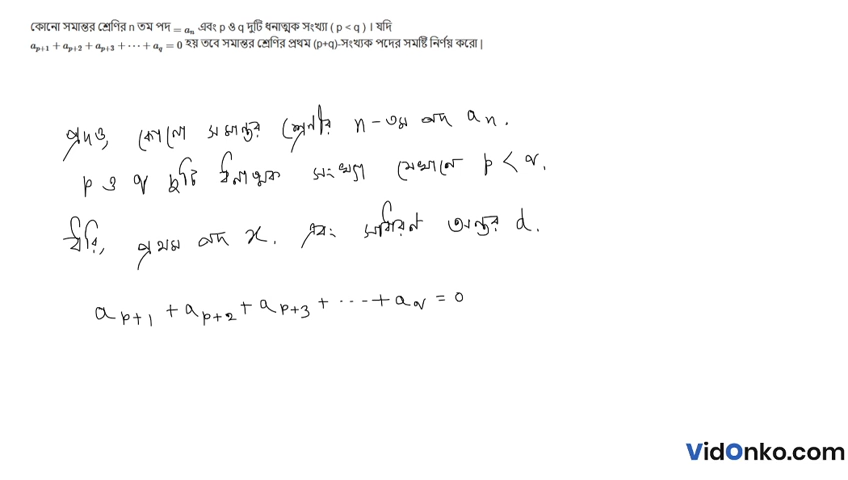 কোনো সমান্তর শ্রেণির n তম পদ = aₙ এবং p ও q দুটি ধনাত্মক সংখ্যা ( p < q ) । যদি
aₚ₊₁ + aₚ₊₂ + aₚ₊₃ + ⋯ + a_q = 0 হয় তবে সমান্তর শ্রেণির প্রথম (p+q)-সংখ্যক পদের সমষ্টি নির্ণয় করো |
প্রদত্ত, কোনো সমান্তর শ্রেণীর n-তম পদ aₙ.
p ও q দুটি ধনাত্মক সংখ্যা যেখানে p < q.
ধরি, প্রথম পদ x. এবং সাধারণ অন্তর d.
aₚ₊₁ + aₚ₊₂ + aₚ₊₃ + ⋯ + a_q = 0
VidOnko.com